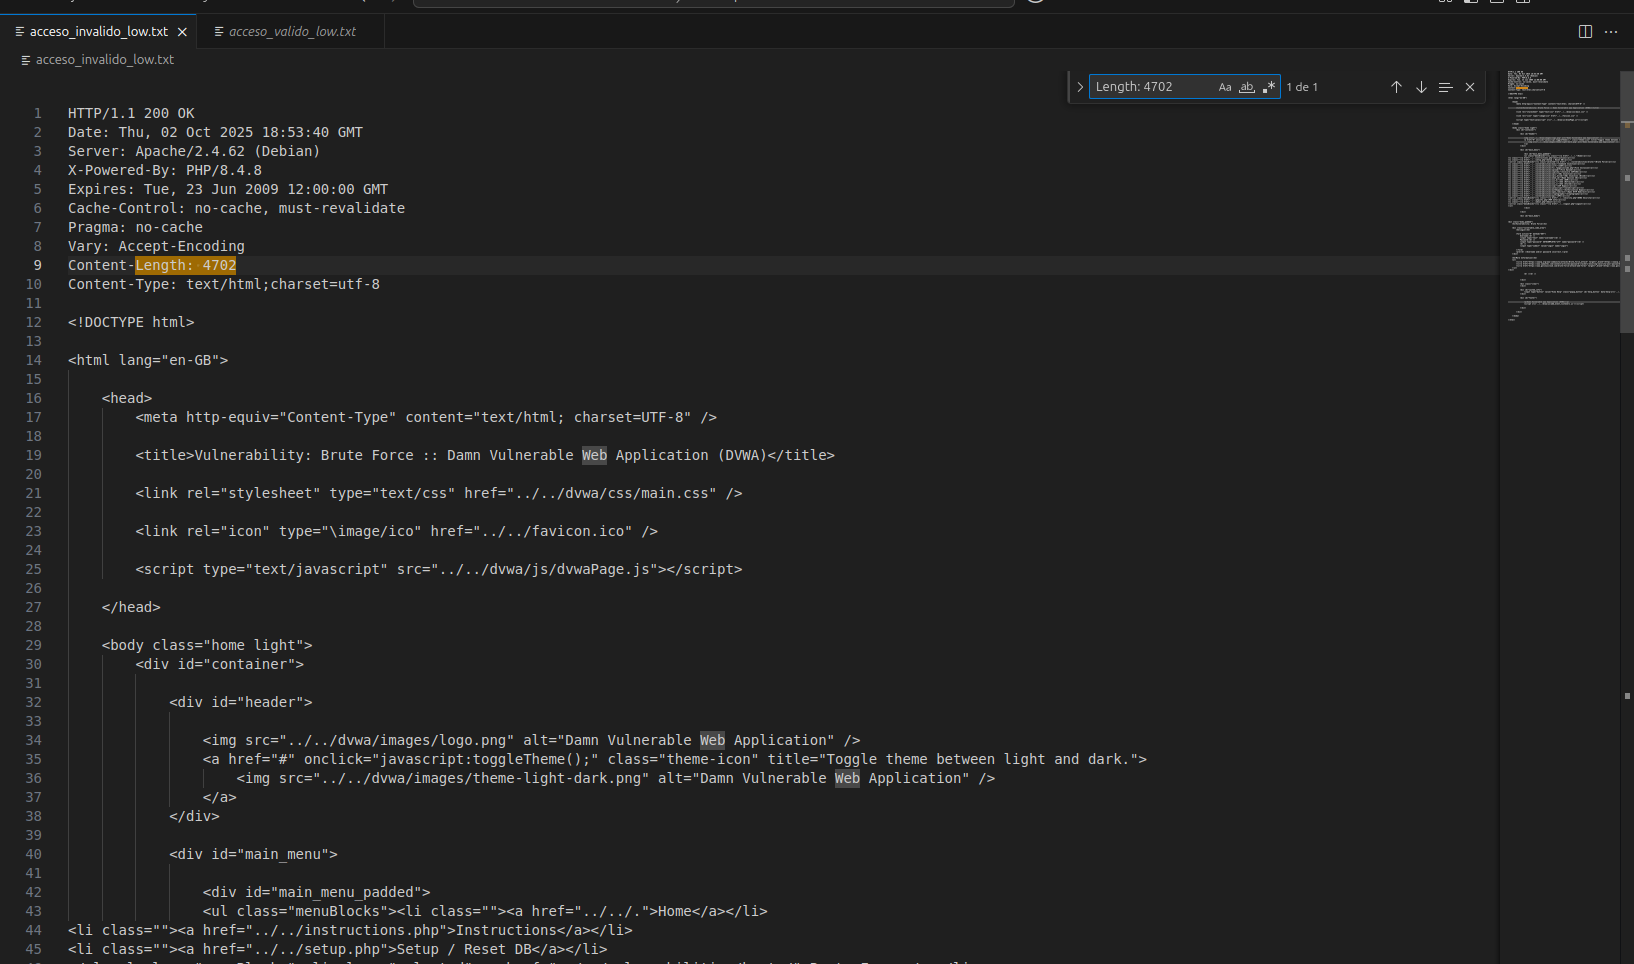 acceso_invalido_low.txt
acceso_valido_low.txt
acceso_invalido_low.txt
Length: 4702
Aa
ab
1 de 1
1 HTTP/1.1 200 OK
2 Date: Thu, 02 Oct 2025 18:53:40 GMT
3 Server: Apache/2.4.62 (Debian)
4 X-Powered-By: PHP/8.4.8
5 Expires: Tue, 23 Jun 2009 12:00:00 GMT
6 Cache-Control: no-cache, must-revalidate
7 Pragma: no-cache
8 Vary: Accept-Encoding
9 Content-Length: 4702
10 Content-Type: text/html;charset=utf-8
11
12 <!DOCTYPE html>
13
14 <html lang="en-GB">
15
16 <head>
17 <meta http-equiv="Content-Type" content="text/html; charset=UTF-8" />
18
19 <title>Vulnerability: Brute Force :: Damn Vulnerable Web Application (DVWA)</title>
20
21 <link rel="stylesheet" type="text/css" href="../../dvwa/css/main.css" />
22
23 <link rel="icon" type="\image/ico" href="../../favicon.ico" />
24
25 <script type="text/javascript" src="../../dvwa/js/dvwaPage.js"></script>
26
27 </head>
28
29 <body class="home light">
30 <div id="container">
31
32 <div id="header">
33
34 <img src="../../dvwa/images/logo.png" alt="Damn Vulnerable Web Application" />
35 <a href="#" onclick="javascript:toggleTheme();" class="theme-icon" title="Toggle theme between light and dark.">
36 <img src="../../dvwa/images/theme-light-dark.png" alt="Damn Vulnerable Web Application" />
37 </a>
38 </div>
39
40 <div id="main_menu">
41
42 <div id="main_menu_padded">
43 <ul class="menuBlocks"><li class=""><a href="../../.">Home</a></li>
44 <li class=""><a href="../../instructions.php">Instructions</a></li>
45 <li class=""><a href="../../setup.php">Setup / Reset DB</a></li>